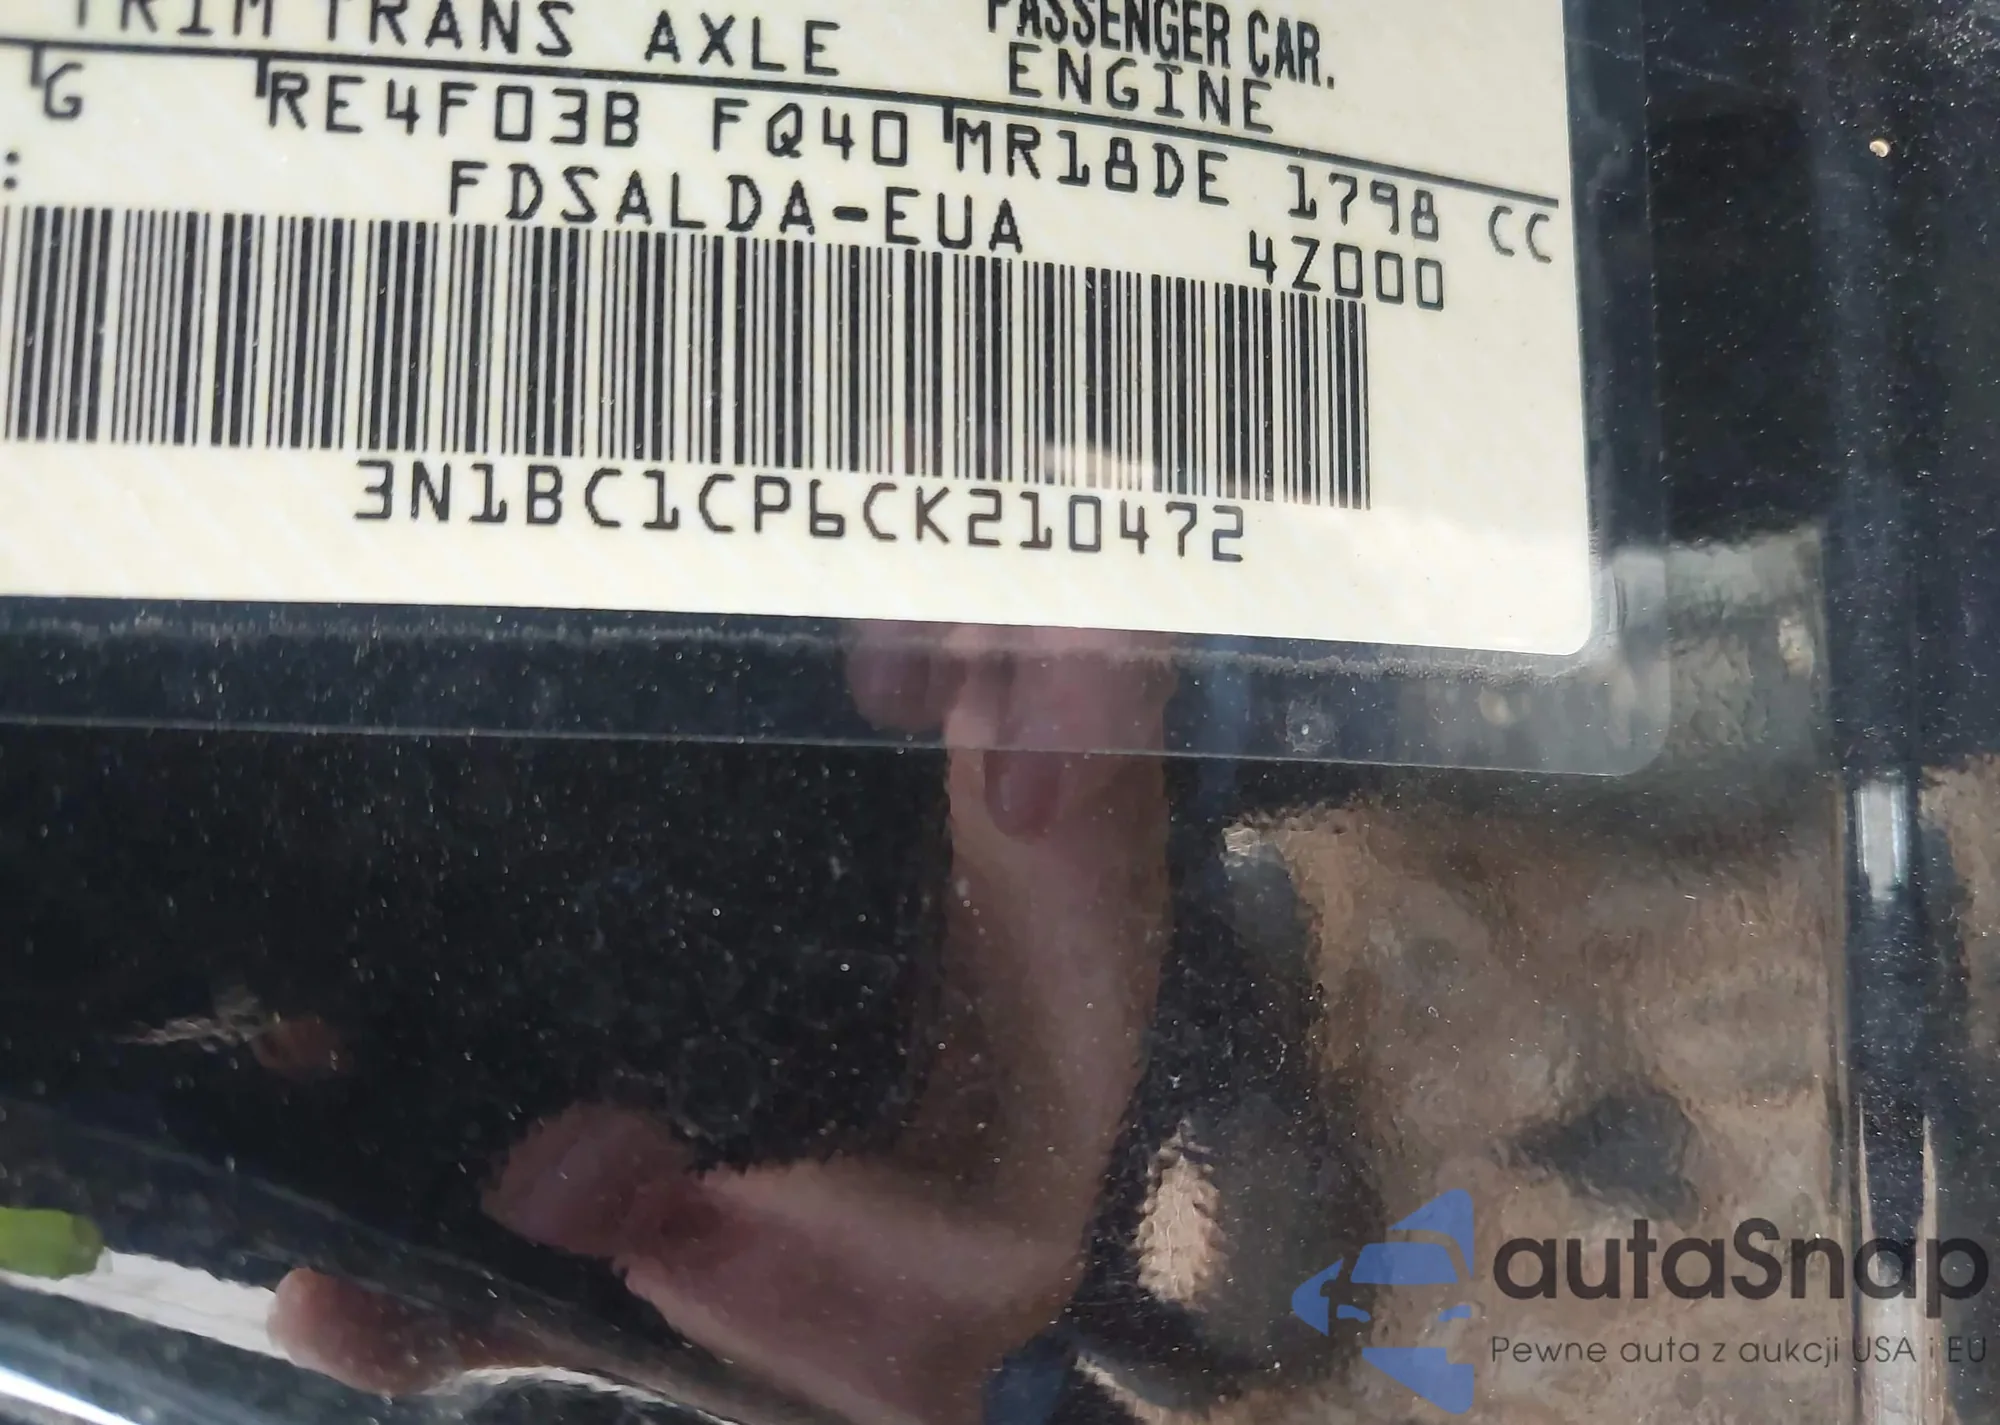 PASSENGER CAR.
TRIM TRANS AXLE ENGINE
G RE4F03B FQ40 MR18DE 1798 CC
: FDSALDA-EUA 4Z000
3N1BC1CP6CK210472
autaSnap
Pewne auta z aukcji USA i EU